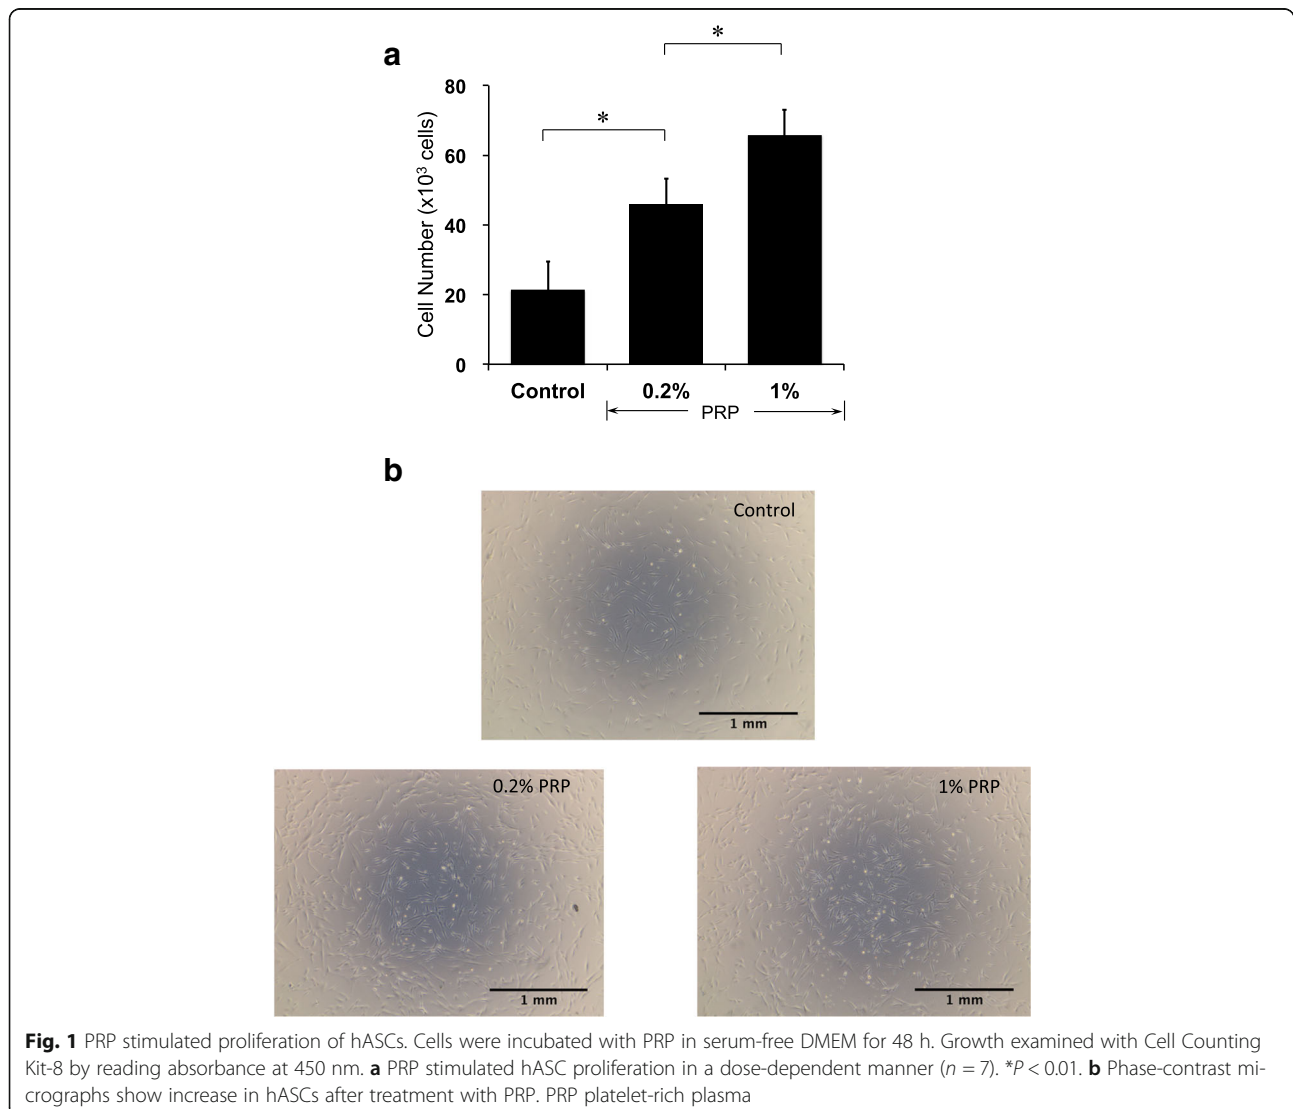 a
*
*
80
60
40
20
0
Cell Number (x10³ cells)
Control 0.2% 1%
PRP
b
Control
1 mm
0.2% PRP
1 mm
1% PRP
1 mm
Fig. 1 PRP stimulated proliferation of hASCs. Cells were incubated with PRP in serum-free DMEM for 48 h. Growth examined with Cell Counting
Kit-8 by reading absorbance at 450 nm. a PRP stimulated hASC proliferation in a dose-dependent manner (n = 7). *P < 0.01. b Phase-contrast mi-
crographs show increase in hASCs after treatment with PRP. PRP platelet-rich plasma